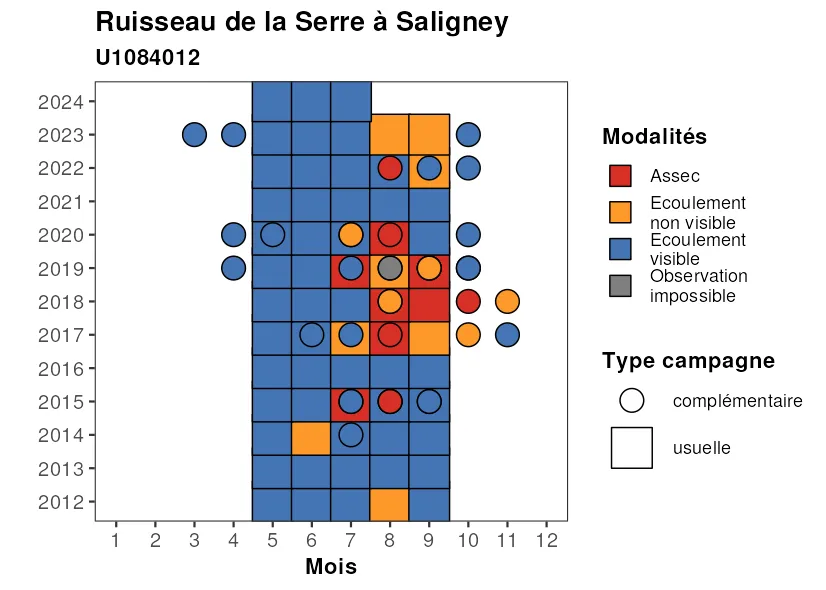 Ruisseau de la Serre à Saligney
U1084012
2024
2023
2022
2021
2020
2019
2018
2017
2016
2015
2014
2013
2012
1 2 3 4 5 6 7 8 9 10 11 12
Mois
Modalités
Assec
Ecoulement
non visible
Ecoulement
visible
Observation
impossible
Type campagne
complémentaire
usuelle